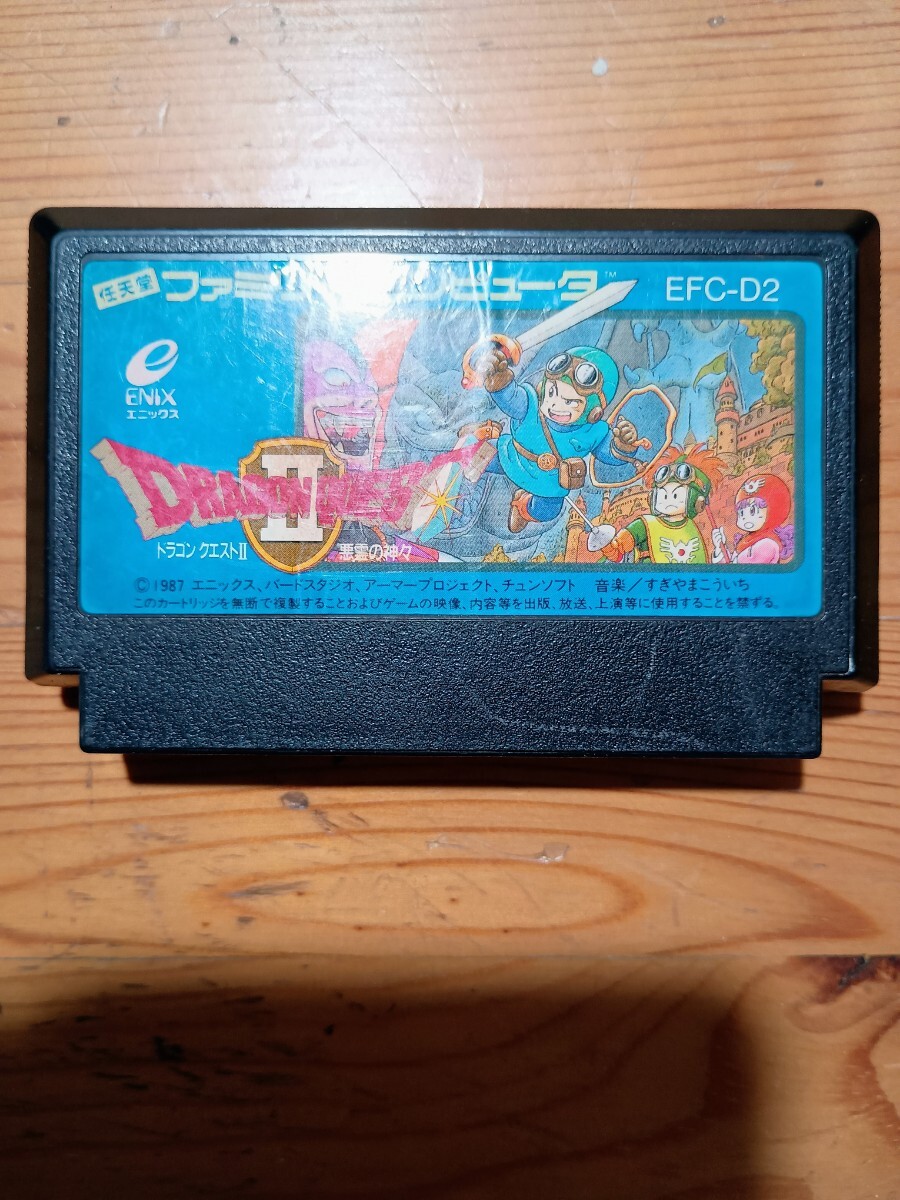 任天堂 ファミリーコンピュータ™ EFC-D2
ENIX
エニックス
DRAGON QUEST
II
ドラゴンクエストII 悪霊の神々
©1987 エニックス、バードスタジオ、アーマープロジェクト、チュンソフト 音楽/すぎやまこういち
このカートリッジを無断で複製することおよびゲームの映像、内容等を出版、放送、上演等に使用することを禁ずる。